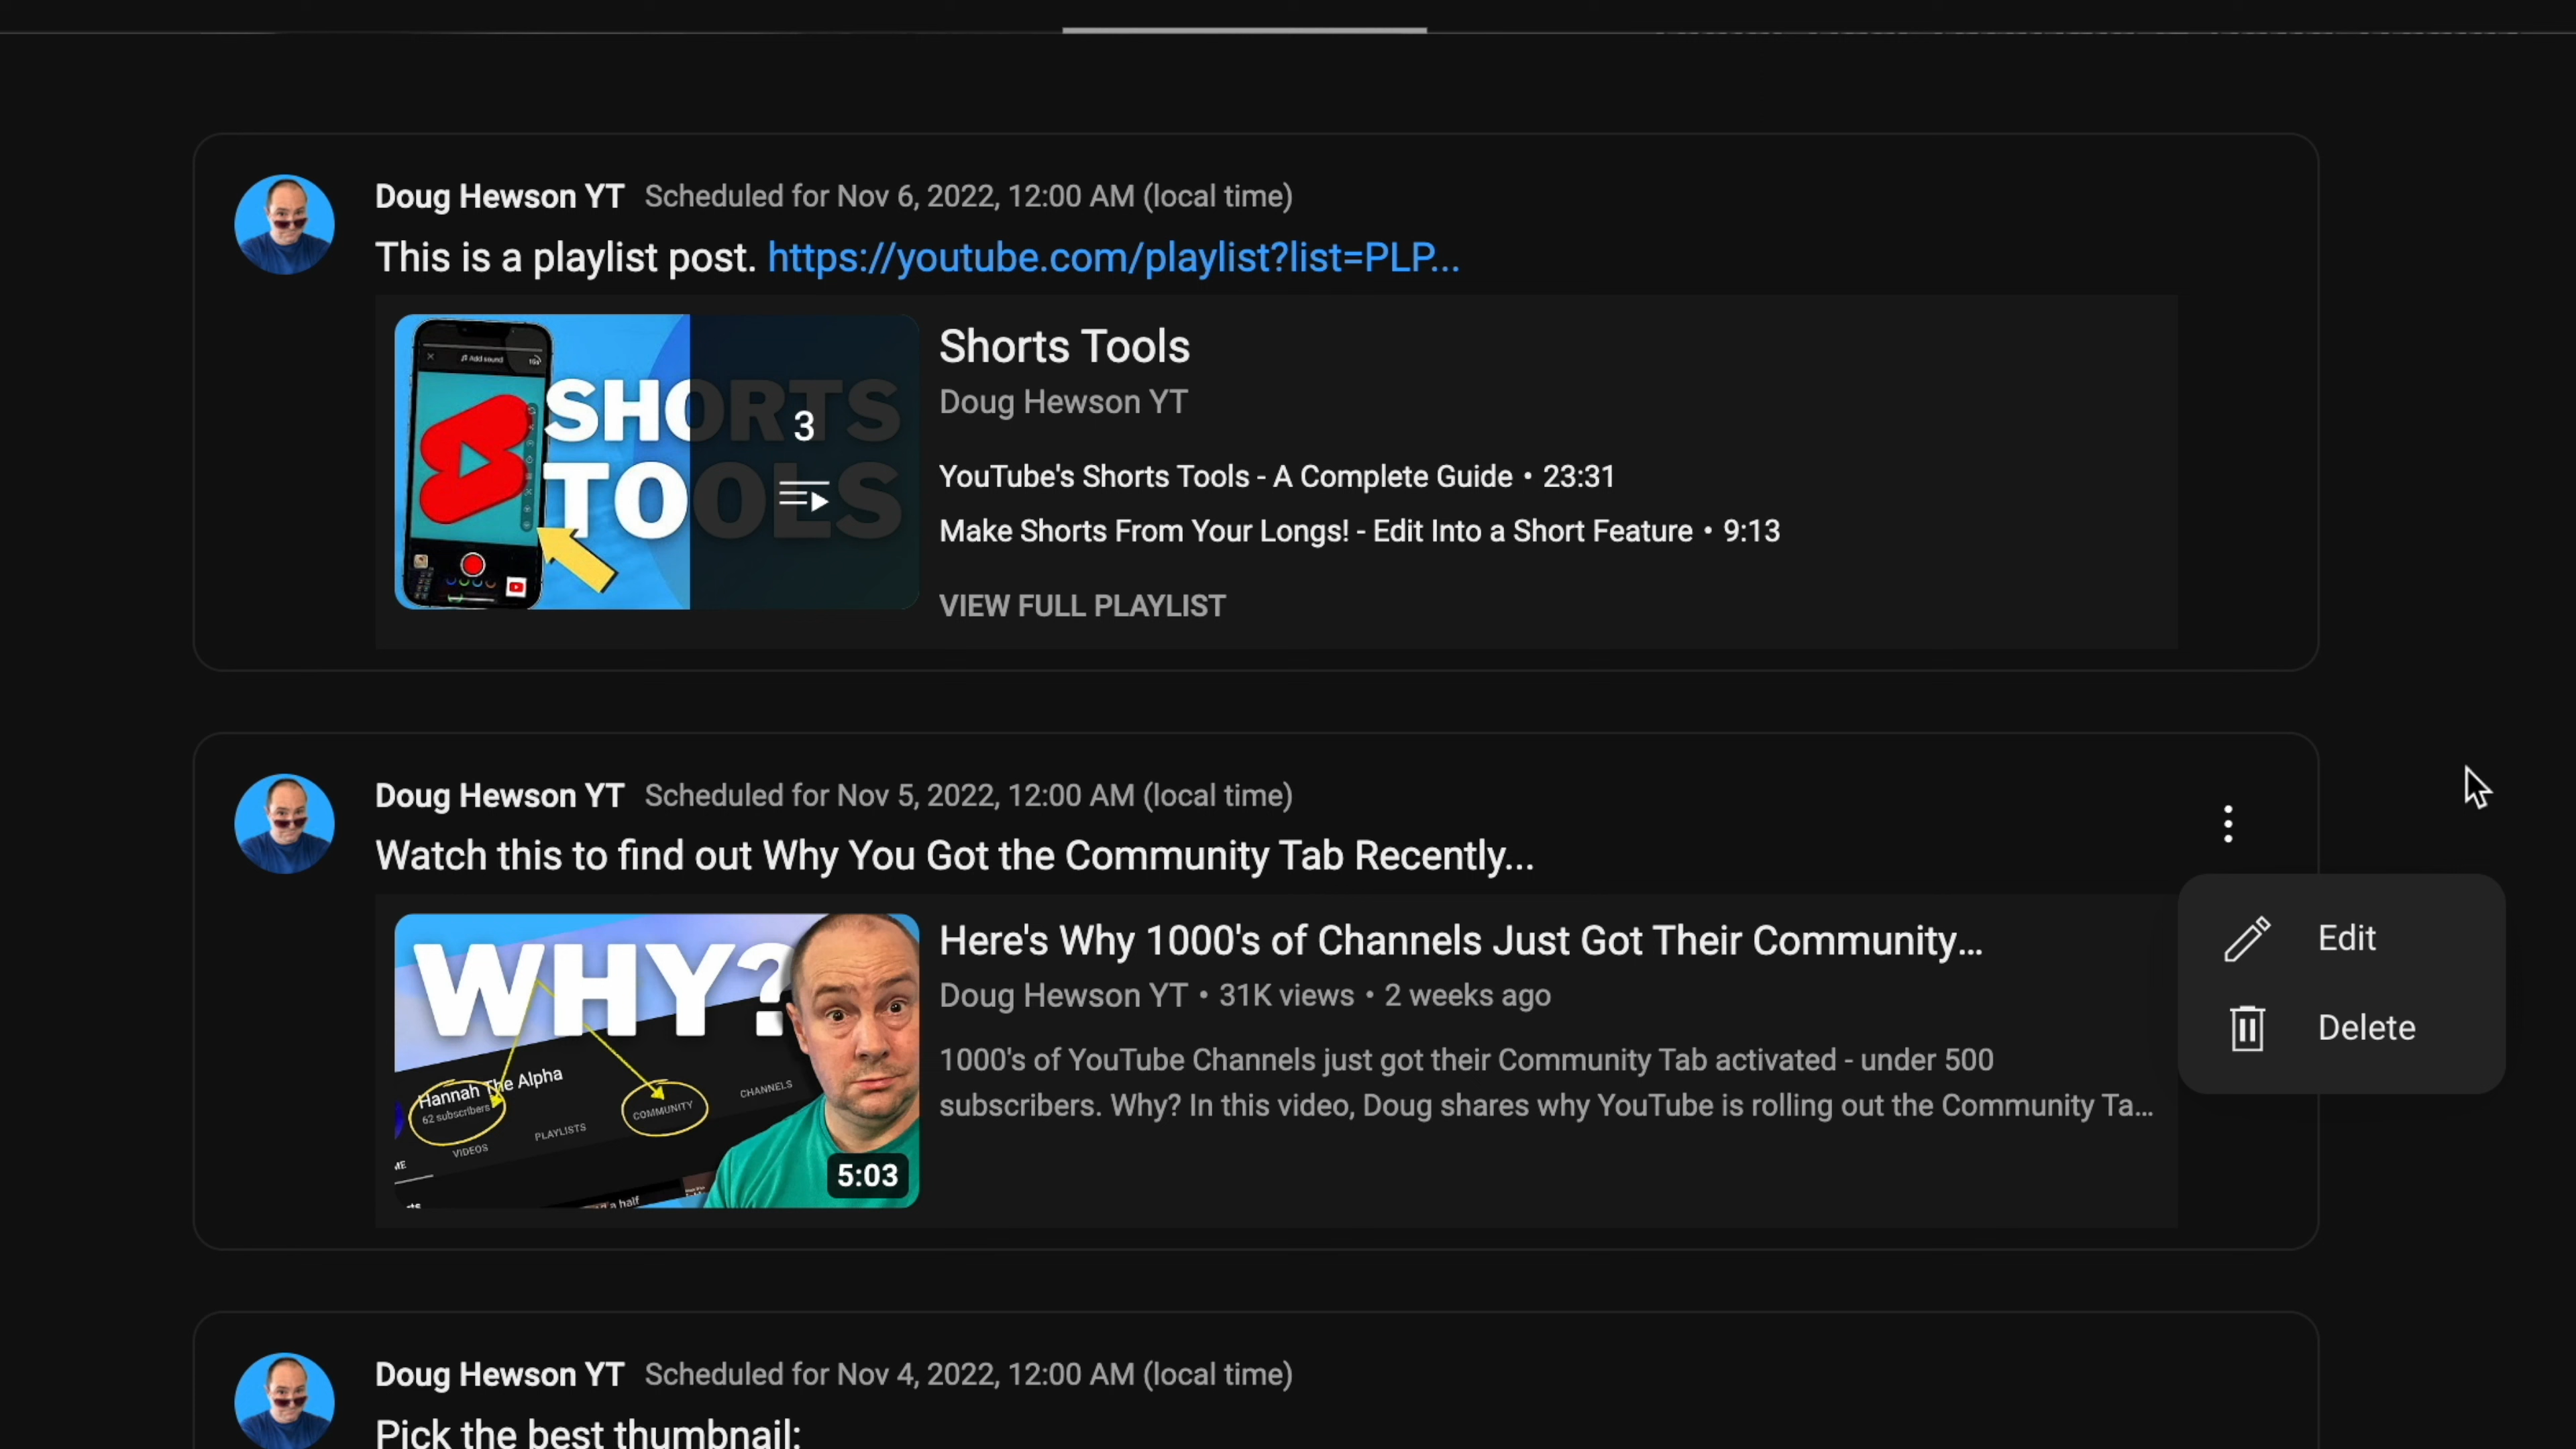 Doug Hewson YT Scheduled for Nov 6, 2022, 12:00 AM (local time)
This is a playlist post. https://youtube.com/playlist?list=PLP...
Add sound
15s
SHORTS
TOOLS
3
Shorts Tools
Doug Hewson YT
YouTube's Shorts Tools - A Complete Guide • 23:31
Make Shorts From Your Longs! - Edit Into a Short Feature • 9:13
VIEW FULL PLAYLIST
Doug Hewson YT Scheduled for Nov 5, 2022, 12:00 AM (local time)
Watch this to find out Why You Got the Community Tab Recently...
WHY?
Hannah The Alpha
62 subscribers
ME
VIDEOS
PLAYLISTS
COMMUNITY
CHANNELS
a half
5:03
Here's Why 1000's of Channels Just Got Their Community...
Doug Hewson YT • 31K views • 2 weeks ago
1000's of YouTube Channels just got their Community Tab activated - under 500
subscribers. Why? In this video, Doug shares why YouTube is rolling out the Community Ta...
Edit
Delete
Doug Hewson YT Scheduled for Nov 4, 2022, 12:00 AM (local time)
Pick the best thumbnail: